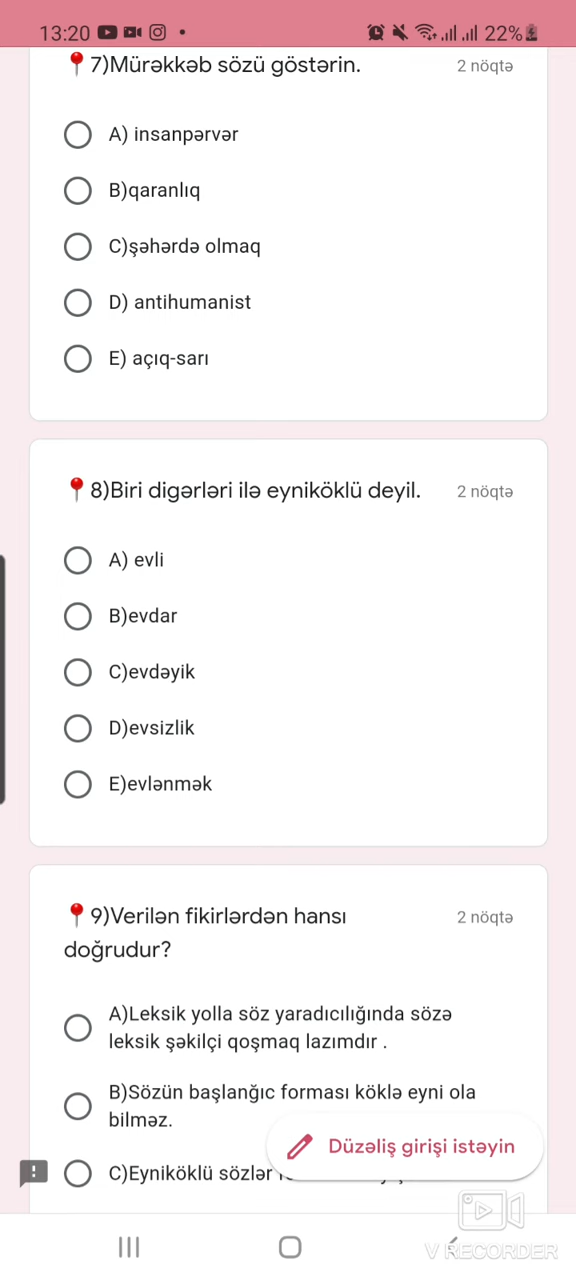 13:20
22%
7)Mürəkkəb sözü göstərin.
2 nöqtə
A) insanpərvər
B)qaranlıq
C)şəhərdə olmaq
D) antihumanist
E) açıq-sarı
8)Biri digərləri ilə eyniköklü deyil.
2 nöqtə
A) evli
B)evdar
C)evdəyik
D)evsizlik
E)evlənmək
9)Verilən fikirlərdən hansı
2 nöqtə
doğrudur?
A)Leksik yolla söz yaradıcılığında sözə
leksik şəkilçi qoşmaq lazımdır .
B)Sözün başlanğıc forması köklə eyni ola
bilməz.
Düzəliş girişi istəyin
C)Eyniköklü sözlər
V RECORDER